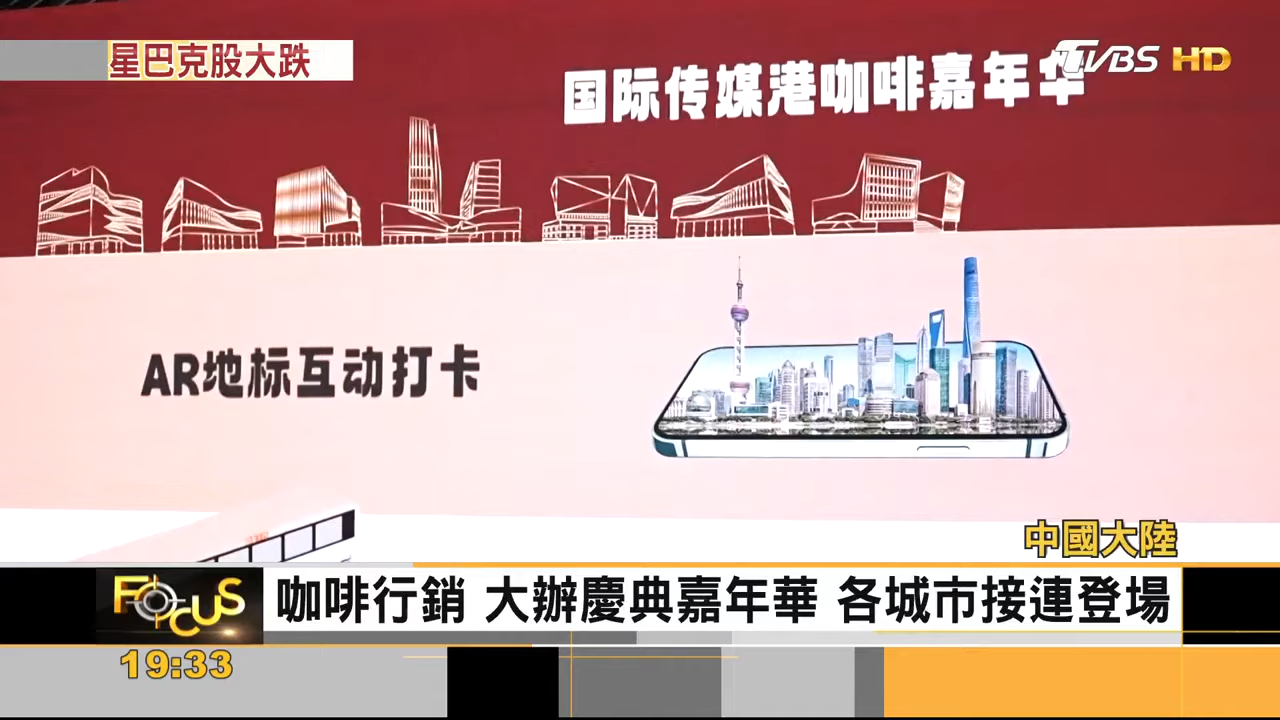 星巴克股大跌
TVBS HD
国际传媒港咖啡嘉年华
AR地标互动打卡
中國大陸
FOCUS
咖啡行銷 大辦慶典嘉年華 各城市接連登場
19:33